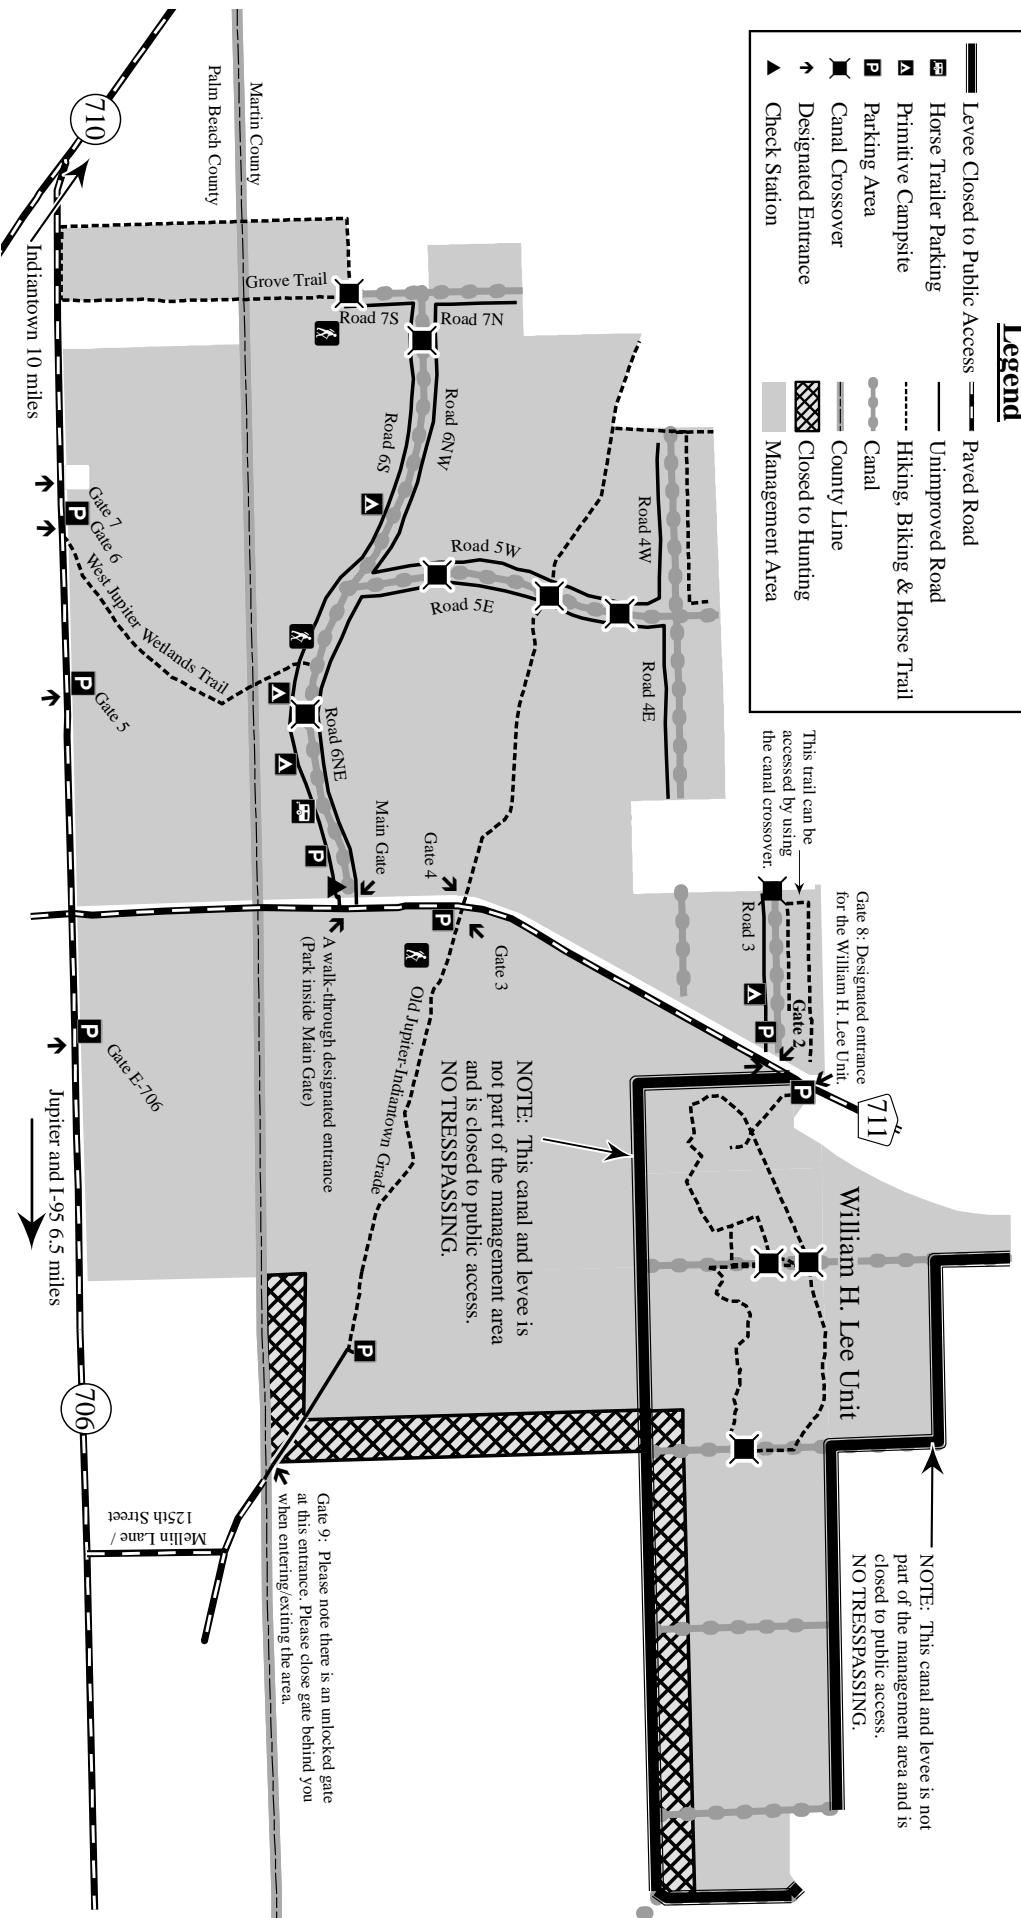 Legend
Levee Closed to Public Access
Horse Trailer Parking
Primitive Campsite
Parking Area
Canal Crossover
Designated Entrance
Check Station
Paved Road
Unimproved Road
Hiking, Biking & Horse Trail
Canal
County Line
Closed to Hunting
Management Area
This trail can be
accessed by using
the canal crossover.
Gate 8: Designated entrance
for the William H. Lee Unit.
711
Gate 2
Road 3
P
P
William H. Lee Unit
NOTE: This canal and levee is not
part of the management area and is
closed to public access.
NO TRESSPASSING.
NOTE: This canal and levee is
not part of the management area
and is closed to public access.
NO TRESSPASSING.
Road 4W
Road 4E
Road 5W
Road 5E
Road 7N
Road 7S
Grove Trail
Road 6NW
Road 6S
Road 6NE
Main Gate
Gate 4
Gate 3
P
P
Old Jupiter-Indiantown Grade
A walk-through designated entrance
(Park inside Main Gate)
P
Martin County
Palm Beach County
710
Indiantown 10 miles
Gate 7
P
Gate 6
West Jupiter Wetlands Trail
P
Gate 5
P
Gate E-706
Jupiter and I-95 6.5 miles
706
Mellin Lane /
125th Street
Gate 9: Please note there is an unlocked gate
at this entrance. Please close gate behind you
when entering/exiting the area.